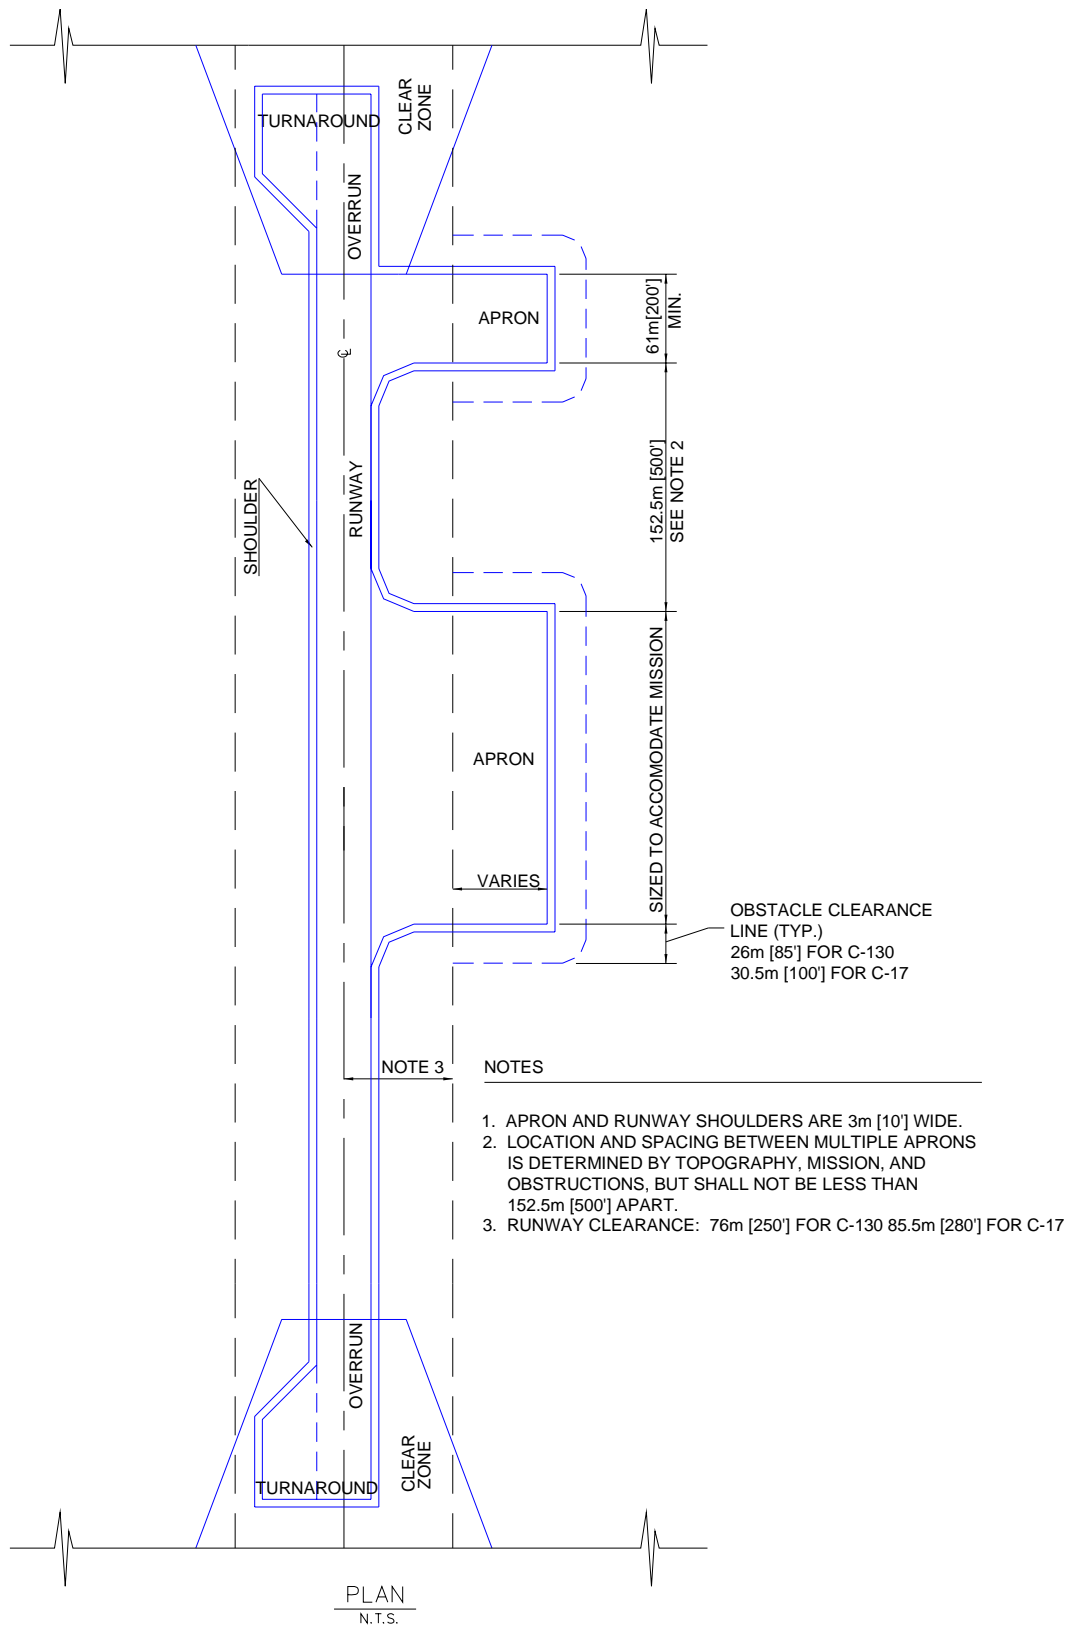 TURNAROUND
CLEAR
ZONE
OVERRUN
APRON
61m[200']
MIN.
℄
RUNWAY
152.5m [500']
SEE NOTE 2
SHOULDER
SIZED TO ACCOMODATE MISSION
APRON
VARIES
OBSTACLE CLEARANCE
LINE (TYP.)
26m [85'] FOR C-130
30.5m [100'] FOR C-17
NOTE 3
NOTES
1. APRON AND RUNWAY SHOULDERS ARE 3m [10'] WIDE.
2. LOCATION AND SPACING BETWEEN MULTIPLE APRONS
IS DETERMINED BY TOPOGRAPHY, MISSION, AND
OBSTRUCTIONS, BUT SHALL NOT BE LESS THAN
152.5m [500'] APART.
3. RUNWAY CLEARANCE: 76m [250'] FOR C-130 85.5m [280'] FOR C-17
OVERRUN
CLEAR
ZONE
TURNAROUND
PLAN
N.T.S.